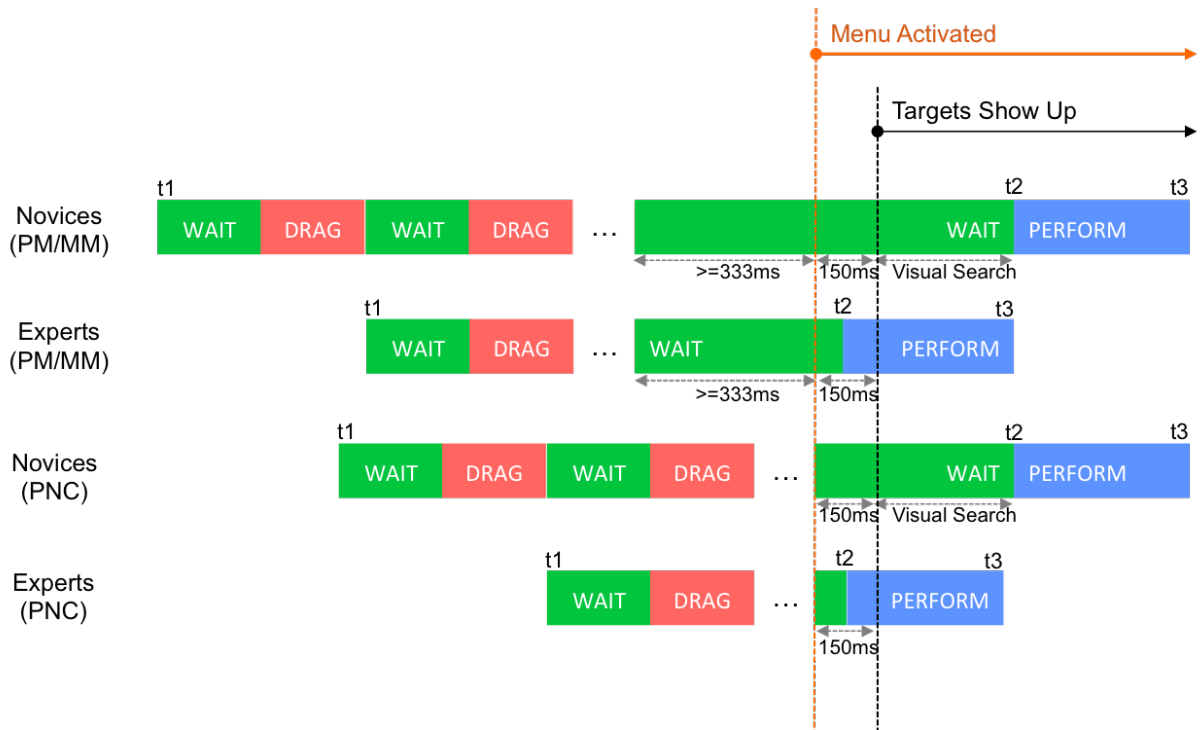 Menu Activated
Targets Show Up
t1
t2
t3
Novices
(PM/MM)
WAIT DRAG WAIT DRAG ... WAIT PERFORM
>=333ms 150ms Visual Search
t1
t2
t3
Experts
(PM/MM)
WAIT DRAG ... WAIT PERFORM
>=333ms 150ms
t1
t2
t3
Novices
(PNC)
WAIT DRAG WAIT DRAG ... WAIT PERFORM
150ms Visual Search
t1
t2
t3
Experts
(PNC)
WAIT DRAG ... PERFORM
150ms